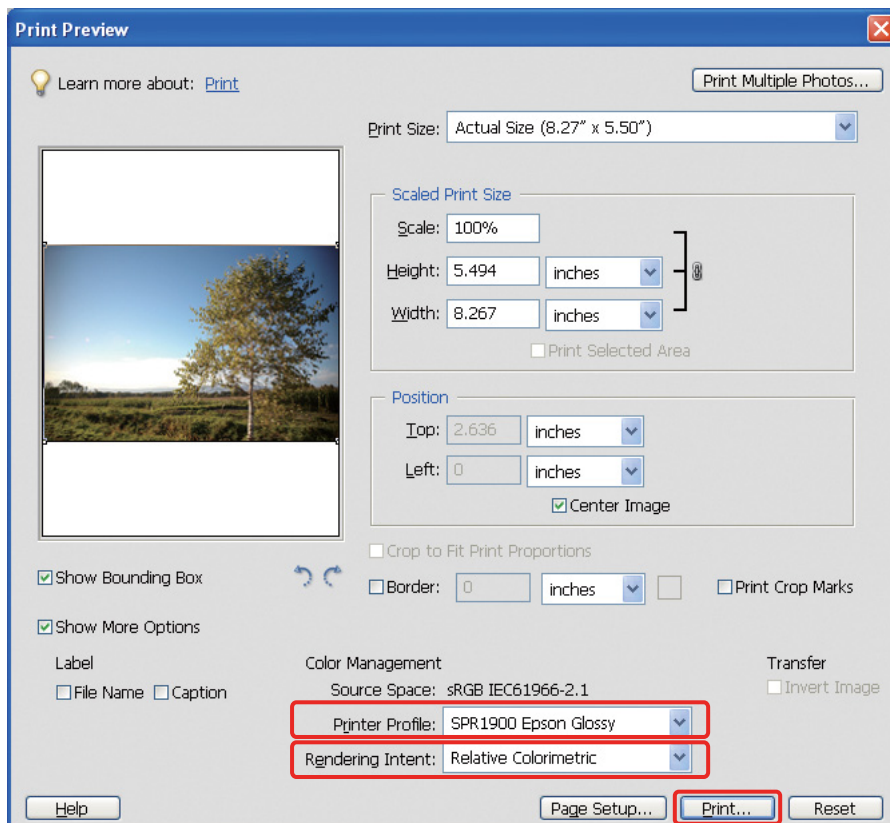 Print Preview
Learn more about: Print
Print Multiple Photos...
Print Size: Actual Size (8.27" x 5.50")
Scaled Print Size
Scale: 100%
Height: 5.494 inches
Width: 8.267 inches
Print Selected Area
Position
Top: 2.636 inches
Left: 0 inches
Center Image
Crop to Fit Print Proportions
Show Bounding Box
Border: 0 inches
Print Crop Marks
Show More Options
Label
File Name Caption
Color Management
Source Space: sRGB IEC61966-2.1
Printer Profile: SPR1900 Epson Glossy
Rendering Intent: Relative Colorimetric
Transfer
Invert Image
Help
Page Setup...
Print...
Reset